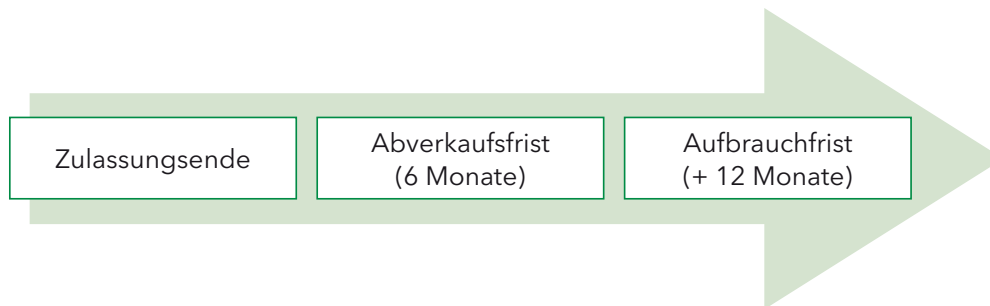 Zulassungsende
Abverkaufsfrist
(6 Monate)
Aufbrauchfrist
(+ 12 Monate)